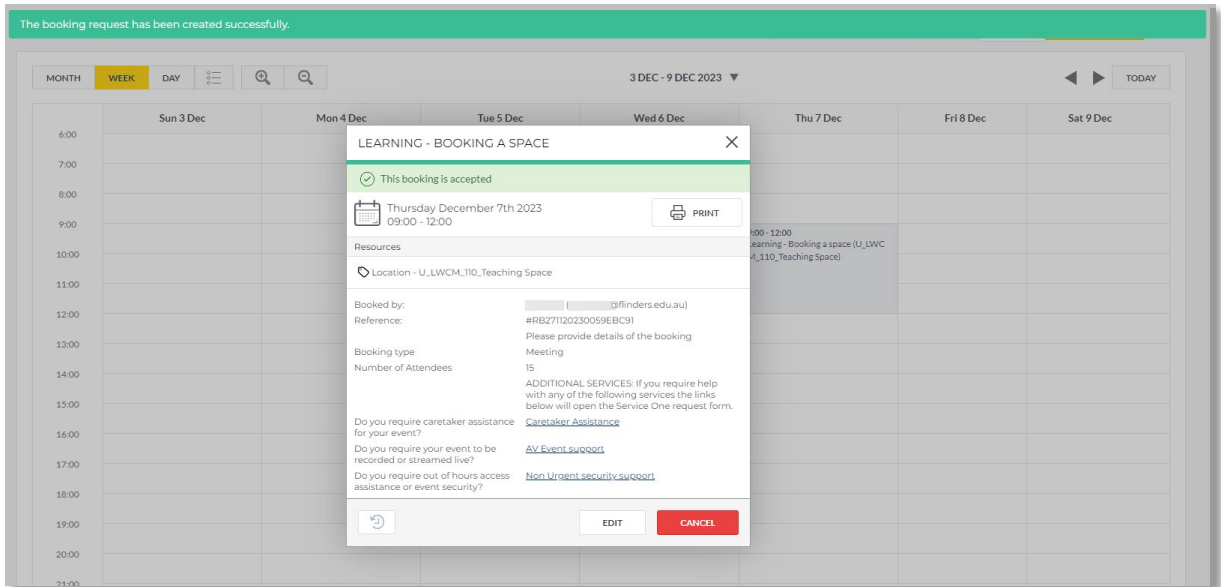 The booking request has been created successfully.
MONTH WEEK DAY 3 DEC - 9 DEC 2023 TODAY
Sun 3 Dec Mon 4 Dec Tue 5 Dec Wed 6 Dec Thu 7 Dec Fri 8 Dec Sat 9 Dec
6:00
7:00
8:00
9:00
10:00
11:00
12:00
13:00
14:00
15:00
16:00
17:00
18:00
19:00
20:00
21:00
:00 - 12:00
earning - Booking a space (U_LWC
_110_Teaching Space)
LEARNING - BOOKING A SPACE
This booking is accepted
Thursday December 7th 2023
09:00 - 12:00
PRINT
Resources
Location - U_LWCM_110_Teaching Space
Booked by: ( @flinders.edu.au)
Reference: #RB271120230059EBC91
Please provide details of the booking
Booking type Meeting
Number of Attendees 15
ADDITIONAL SERVICES: If you require help
with any of the following services the links
below will open the Service One request form.
Do you require caretaker assistance Caretaker Assistance
for your event?
Do you require your event to be AV Event support
recorded or streamed live?
Do you require out of hours access Non Urgent security support
assistance or event security?
EDIT CANCEL